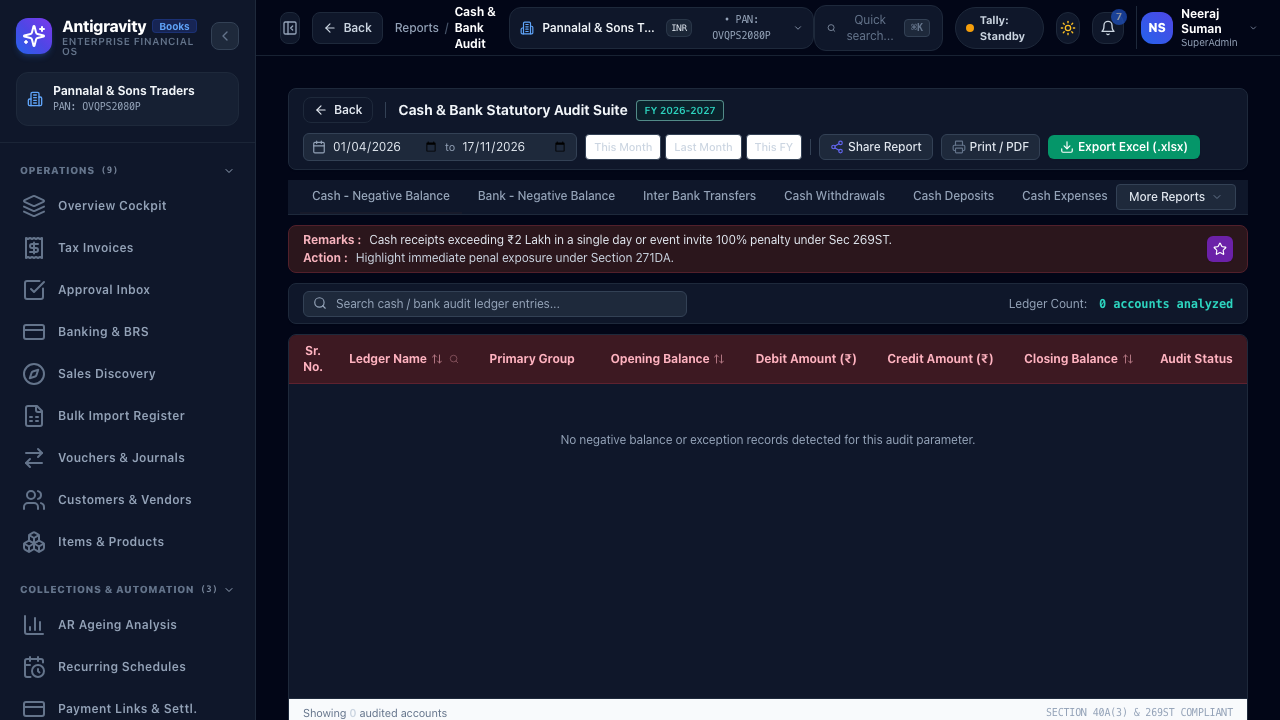 Antigravity Books
ENTERPRISE FINANCIAL OS
Pannalal & Sons Traders
PAN: OVQPS2080P
OPERATIONS (9)
Overview Cockpit
Tax Invoices
Approval Inbox
Banking & BRS
Sales Discovery
Bulk Import Register
Vouchers & Journals
Customers & Vendors
Items & Products
COLLECTIONS & AUTOMATION (3)
AR Ageing Analysis
Recurring Schedules
Payment Links & Settl.
Back
Reports / Cash & Bank Audit
Pannalal & Sons T... INR • PAN: OVQPS2080P
Quick search... ⌘K
Tally: Standby
7
NS
Neeraj Suman
SuperAdmin
Back
Cash & Bank Statutory Audit Suite FY 2026-2027
01/04/2026 to 17/11/2026 This Month Last Month This FY Share Report Print / PDF Export Excel (.xlsx)
Cash - Negative Balance Bank - Negative Balance Inter Bank Transfers Cash Withdrawals Cash Deposits Cash Expenses More Reports
Remarks : Cash receipts exceeding ₹2 Lakh in a single day or event invite 100% penalty under Sec 269ST.
Action : Highlight immediate penal exposure under Section 271DA.
Search cash / bank audit ledger entries...
Ledger Count: 0 accounts analyzed
Sr. No. Ledger Name Primary Group Opening Balance Debit Amount (₹) Credit Amount (₹) Closing Balance Audit Status
No negative balance or exception records detected for this audit parameter.
Showing 0 audited accounts
SECTION 40A(3) & 269ST COMPLIANT